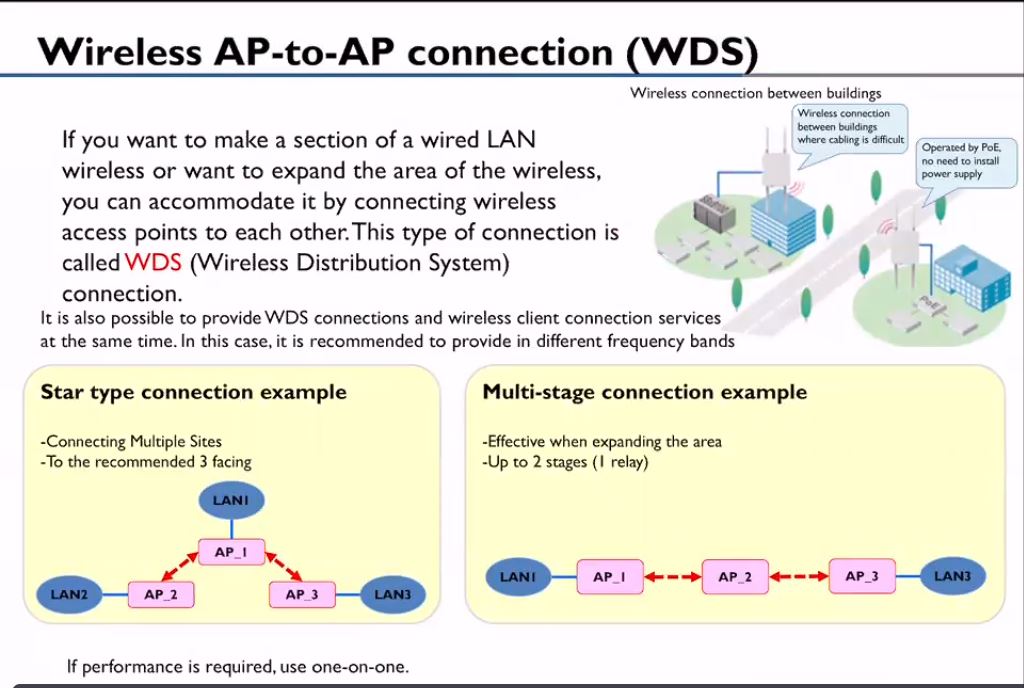 Wireless AP-to-AP connection (WDS)
Wireless connection between buildings
Wireless connection
between buildings
where cabling is difficult
Operated by PoE,
no need to install
power supply
If you want to make a section of a wired LAN
wireless or want to expand the area of the wireless,
you can accommodate it by connecting wireless
access points to each other. This type of connection is
called WDS (Wireless Distribution System)
connection.
PoE
It is also possible to provide WDS connections and wireless client connection services
at the same time. In this case, it is recommended to provide in different frequency bands
Star type connection example
-Connecting Multiple Sites
-To the recommended 3 facing
LAN1
AP_1
LAN2
AP_2
AP_3
LAN3
Multi-stage connection example
-Effective when expanding the area
-Up to 2 stages (1 relay)
LAN1
AP_1
AP_2
AP_3
LAN3
If performance is required, use one-on-one.